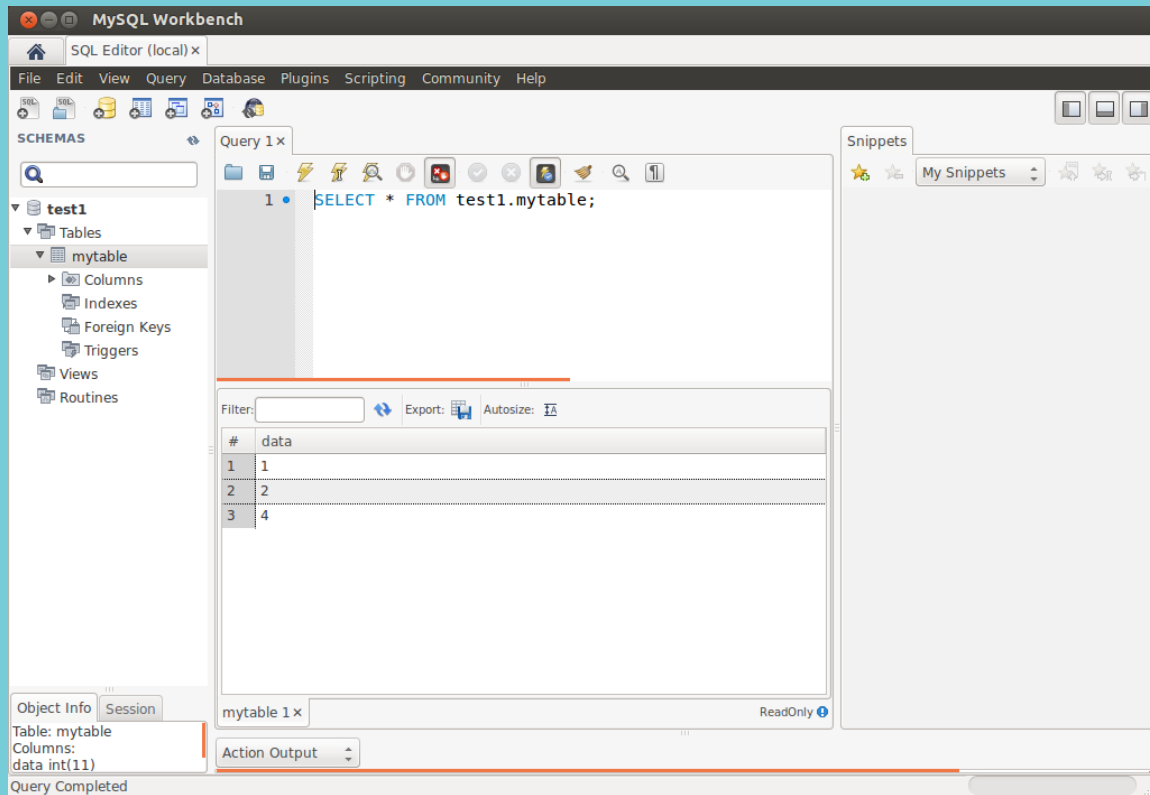 MySQL Workbench
SQL Editor (local) ×
File Edit View Query Database Plugins Scripting Community Help
SQL SQL
SCHEMAS
test1
Tables
mytable
Columns
Indexes
Foreign Keys
Triggers
Views
Routines
Query 1 ×
1 SELECT * FROM test1.mytable;
Filter: Export: Autosize:
# data
1 1
2 2
3 4
mytable 1 × ReadOnly
Action Output
Snippets
My Snippets
Object Info Session
Table: mytable
Columns:
data int(11)
Query Completed